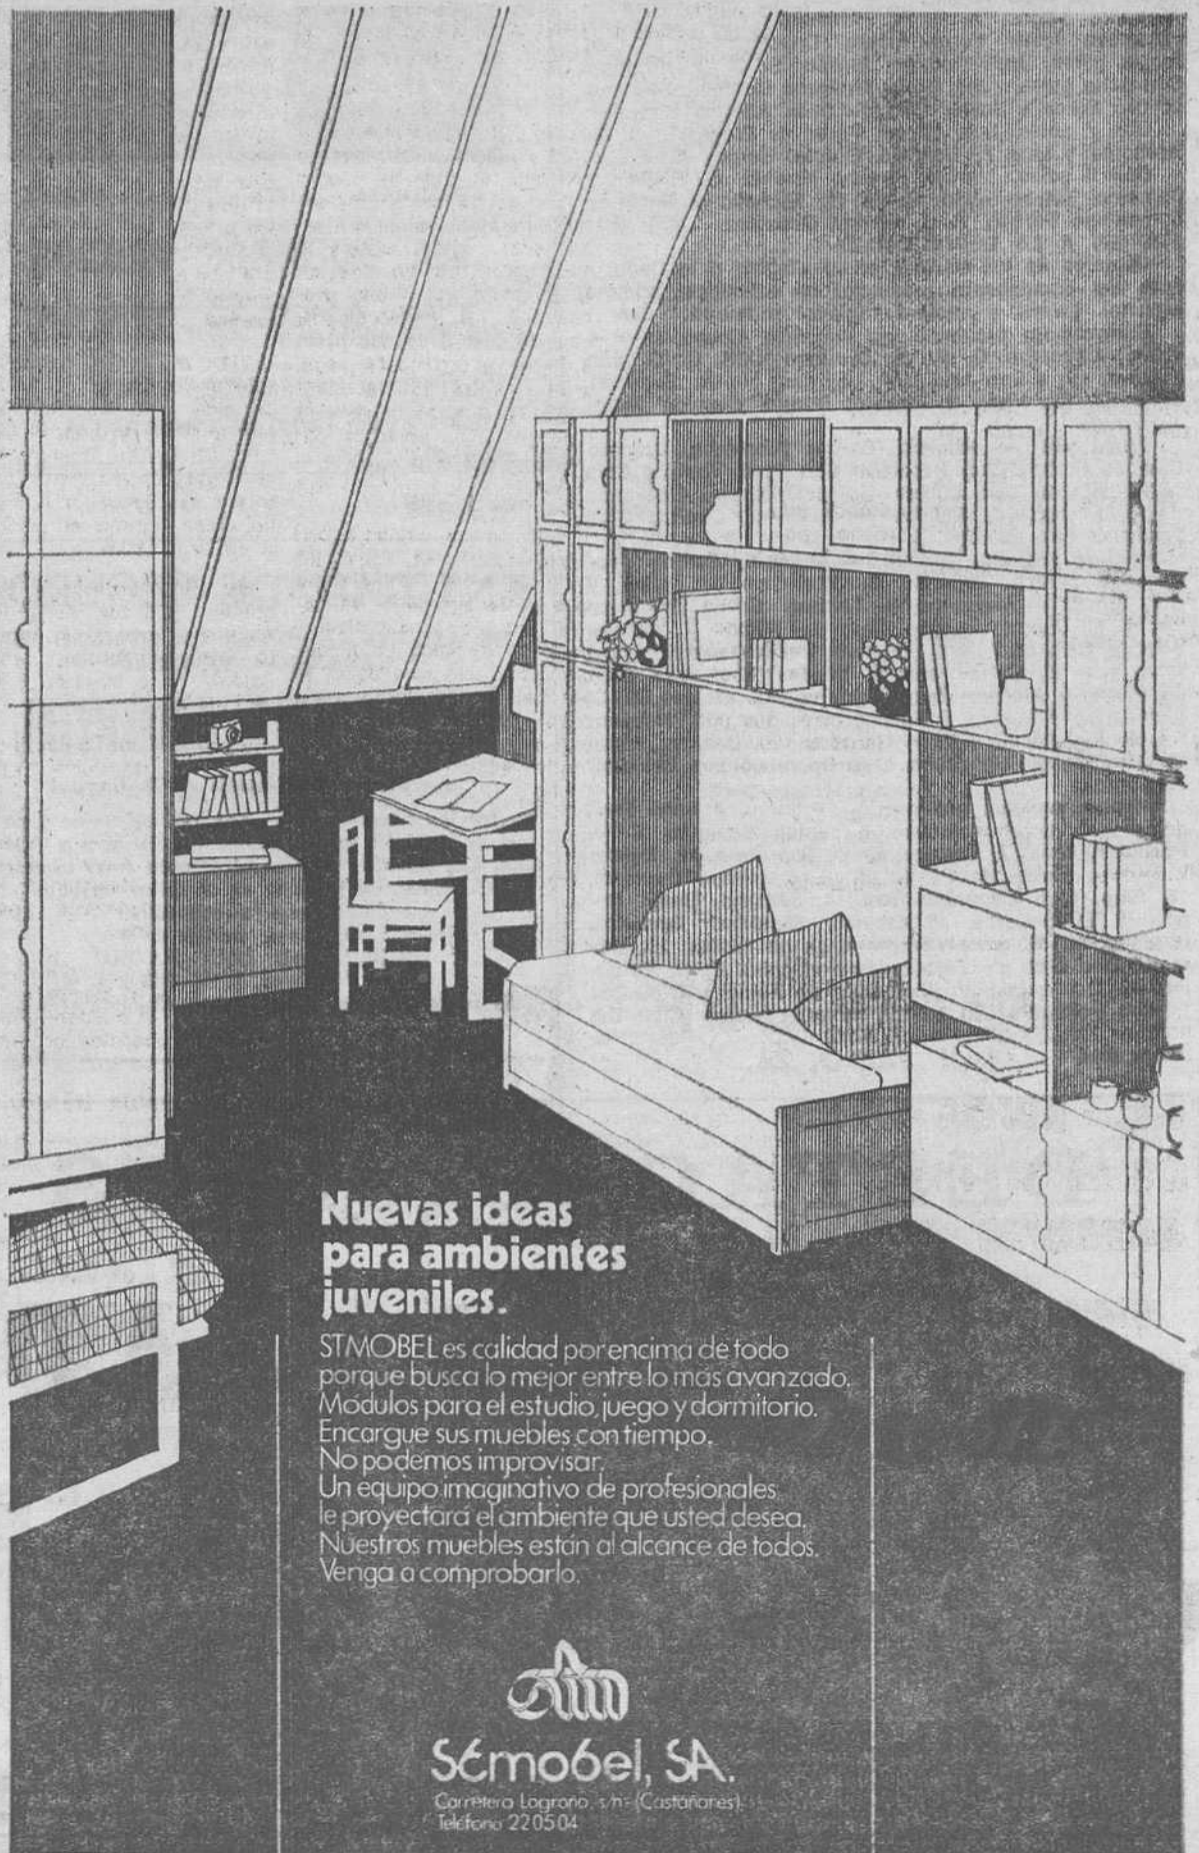 Nuevas ideas
para ambientes
juveniles.
STMOBEL es calidad por encima de todo
porque busca lo mejor entre lo más avanzado.
Módulos para el estudio, juego y dormitorio.
Encargue sus muebles con tiempo.
No podemos improvisar.
Un equipo imaginativo de profesionales
le proyectará el ambiente que usted desea.
Nuestros muebles están al alcance de todos.
Venga a comprobarlo.
stm
Stmobel, SA.
Carretera Logroño, s/n- (Castañares)
Teléfono 220504